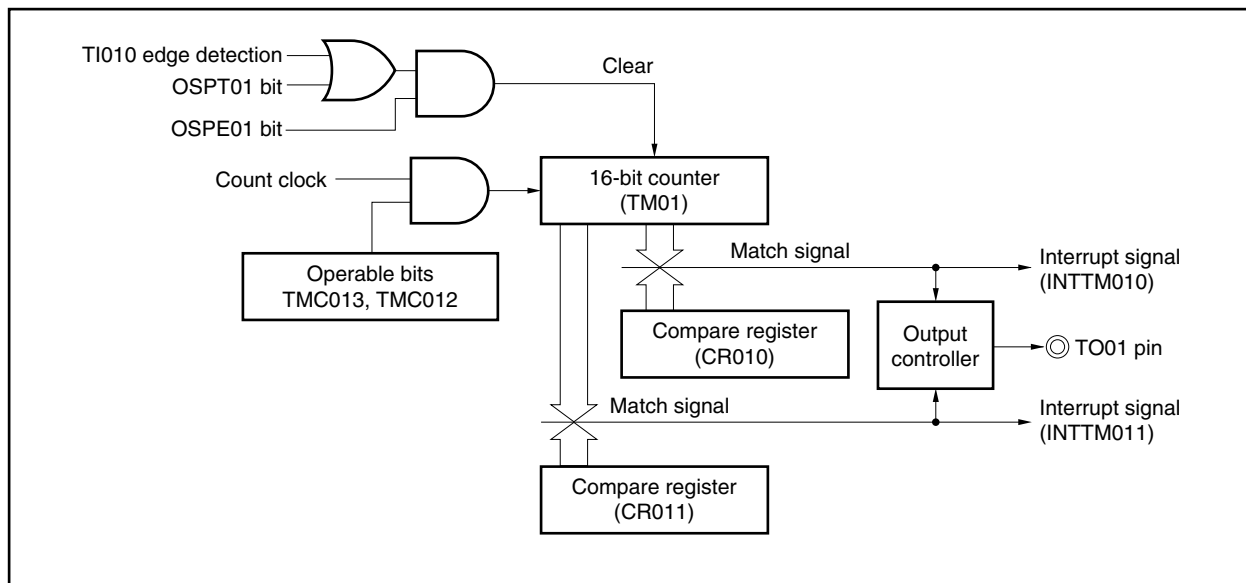 TI010 edge detection
OSPT01 bit
OSPE01 bit
Clear
Count clock
16-bit counter
(TM01)
Operable bits
TMC013, TMC012
Match signal
Interrupt signal
(INTTM010)
Compare register
(CR010)
Output
controller
TO01 pin
Match signal
Interrupt signal
(INTTM011)
Compare register
(CR011)